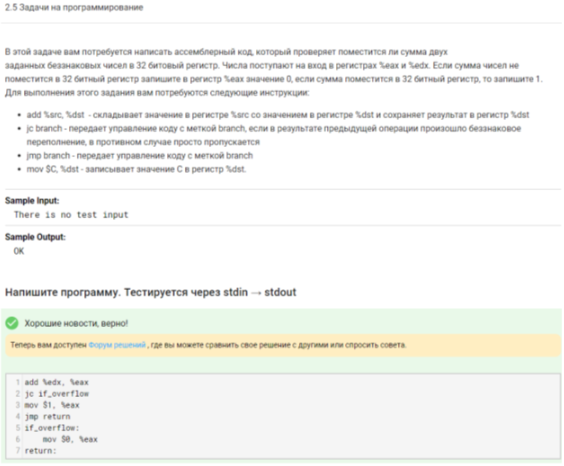 2.5 Задачи на программирование
В этой задаче вам потребуется написать ассемблерный код, который проверяет поместится ли сумма двух
заданных беззнаковых чисел в 32 битовый регистр. Числа поступают на вход в регистрах %eax и %edx. Если сумма чисел не
поместится в 32 битный регистр запишите в регистр %eax значение 0, если сумма поместится в 32 битный регистр, то запишите 1.
Для выполнения этого задания вам потребуются следующие инструкции:
• add %src, %dst - складывает значение в регистре %src со значением в регистре %dst и сохраняет результат в регистр %dst
• jc branch - передает управление коду с меткой branch, если в результате предыдущей операции произошло беззнаковое
переполнение, в противном случае просто пропускается
• jmp branch - передает управление коду с меткой branch
• mov $C, %dst - записывает значение C в регистр %dst.
Sample Input:
There is no test input
Sample Output:
OK
Напишите программу. Тестируется через stdin → stdout
Хорошие новости, верно!
Теперь вам доступен Форум решений , где вы можете сравнить свое решение с другими или спросить совета.
1 add %edx, %eax
2 jc if_overflow
3 mov $1, %eax
4 jmp return
5 if_overflow:
6 mov $0, %eax
7 return: